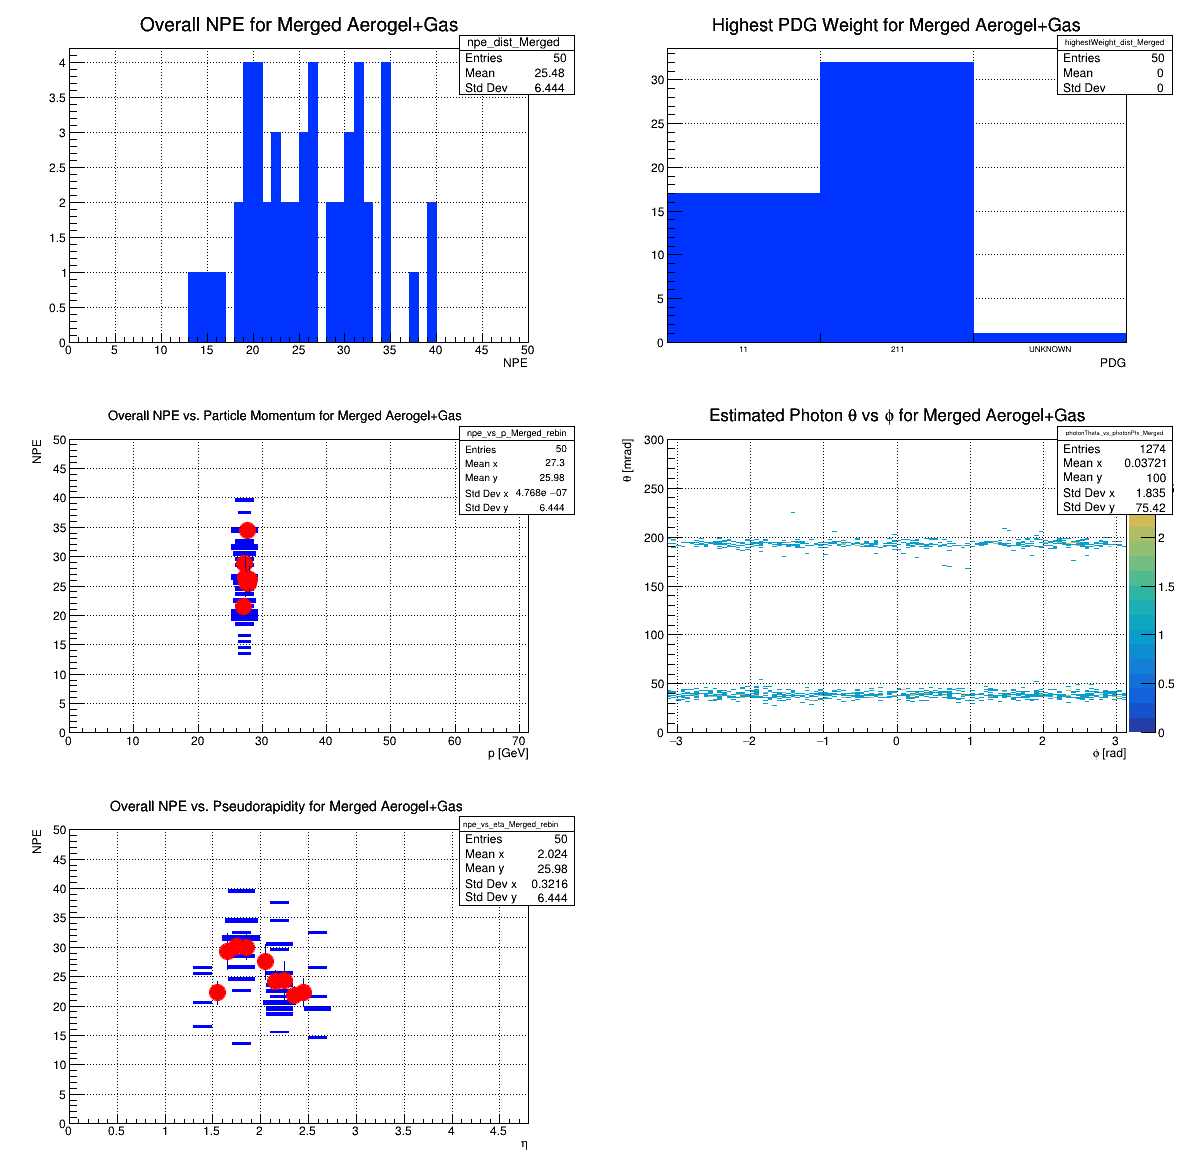 Overall NPE for Merged Aerogel+Gas
npe_dist_Merged
Entries 50
Mean 25.48
Std Dev 6.444
4
3.5
3
2.5
2
1.5
1
0.5
0
0 5 10 15 20 25 30 35 40 45 50
NPE
Highest PDG Weight for Merged Aerogel+Gas
highestWeight_dist_Merged
Entries 50
Mean 0
Std Dev 0
30
25
20
15
10
5
0
11 211 UNKNOWN
PDG
Overall NPE vs. Particle Momentum for Merged Aerogel+Gas
npe_vs_p_Merged_rebin
Entries 50
Mean x 27.3
Mean y 25.98
Std Dev x 4.768e −07
Std Dev y 6.444
NPE
50
45
40
35
30
25
20
15
10
5
0
0 10 20 30 40 50 60 70
p [GeV]
Estimated Photon θ vs ϕ for Merged Aerogel+Gas
photonTheta_vs_photonPhi_Merged
Entries 1274
Mean x 0.03721
Mean y 100
Std Dev x 1.835
Std Dev y 75.42
θ [mrad]
300
250
200
150
100
50
0
−3 −2 −1 0 1 2 3
ϕ [rad]
2
1.5
1
0.5
0
Overall NPE vs. Pseudorapidity for Merged Aerogel+Gas
npe_vs_eta_Merged_rebin
Entries 50
Mean x 2.024
Mean y 25.98
Std Dev x 0.3216
Std Dev y 6.444
NPE
50
45
40
35
30
25
20
15
10
5
0
0 0.5 1 1.5 2 2.5 3 3.5 4 4.5
η